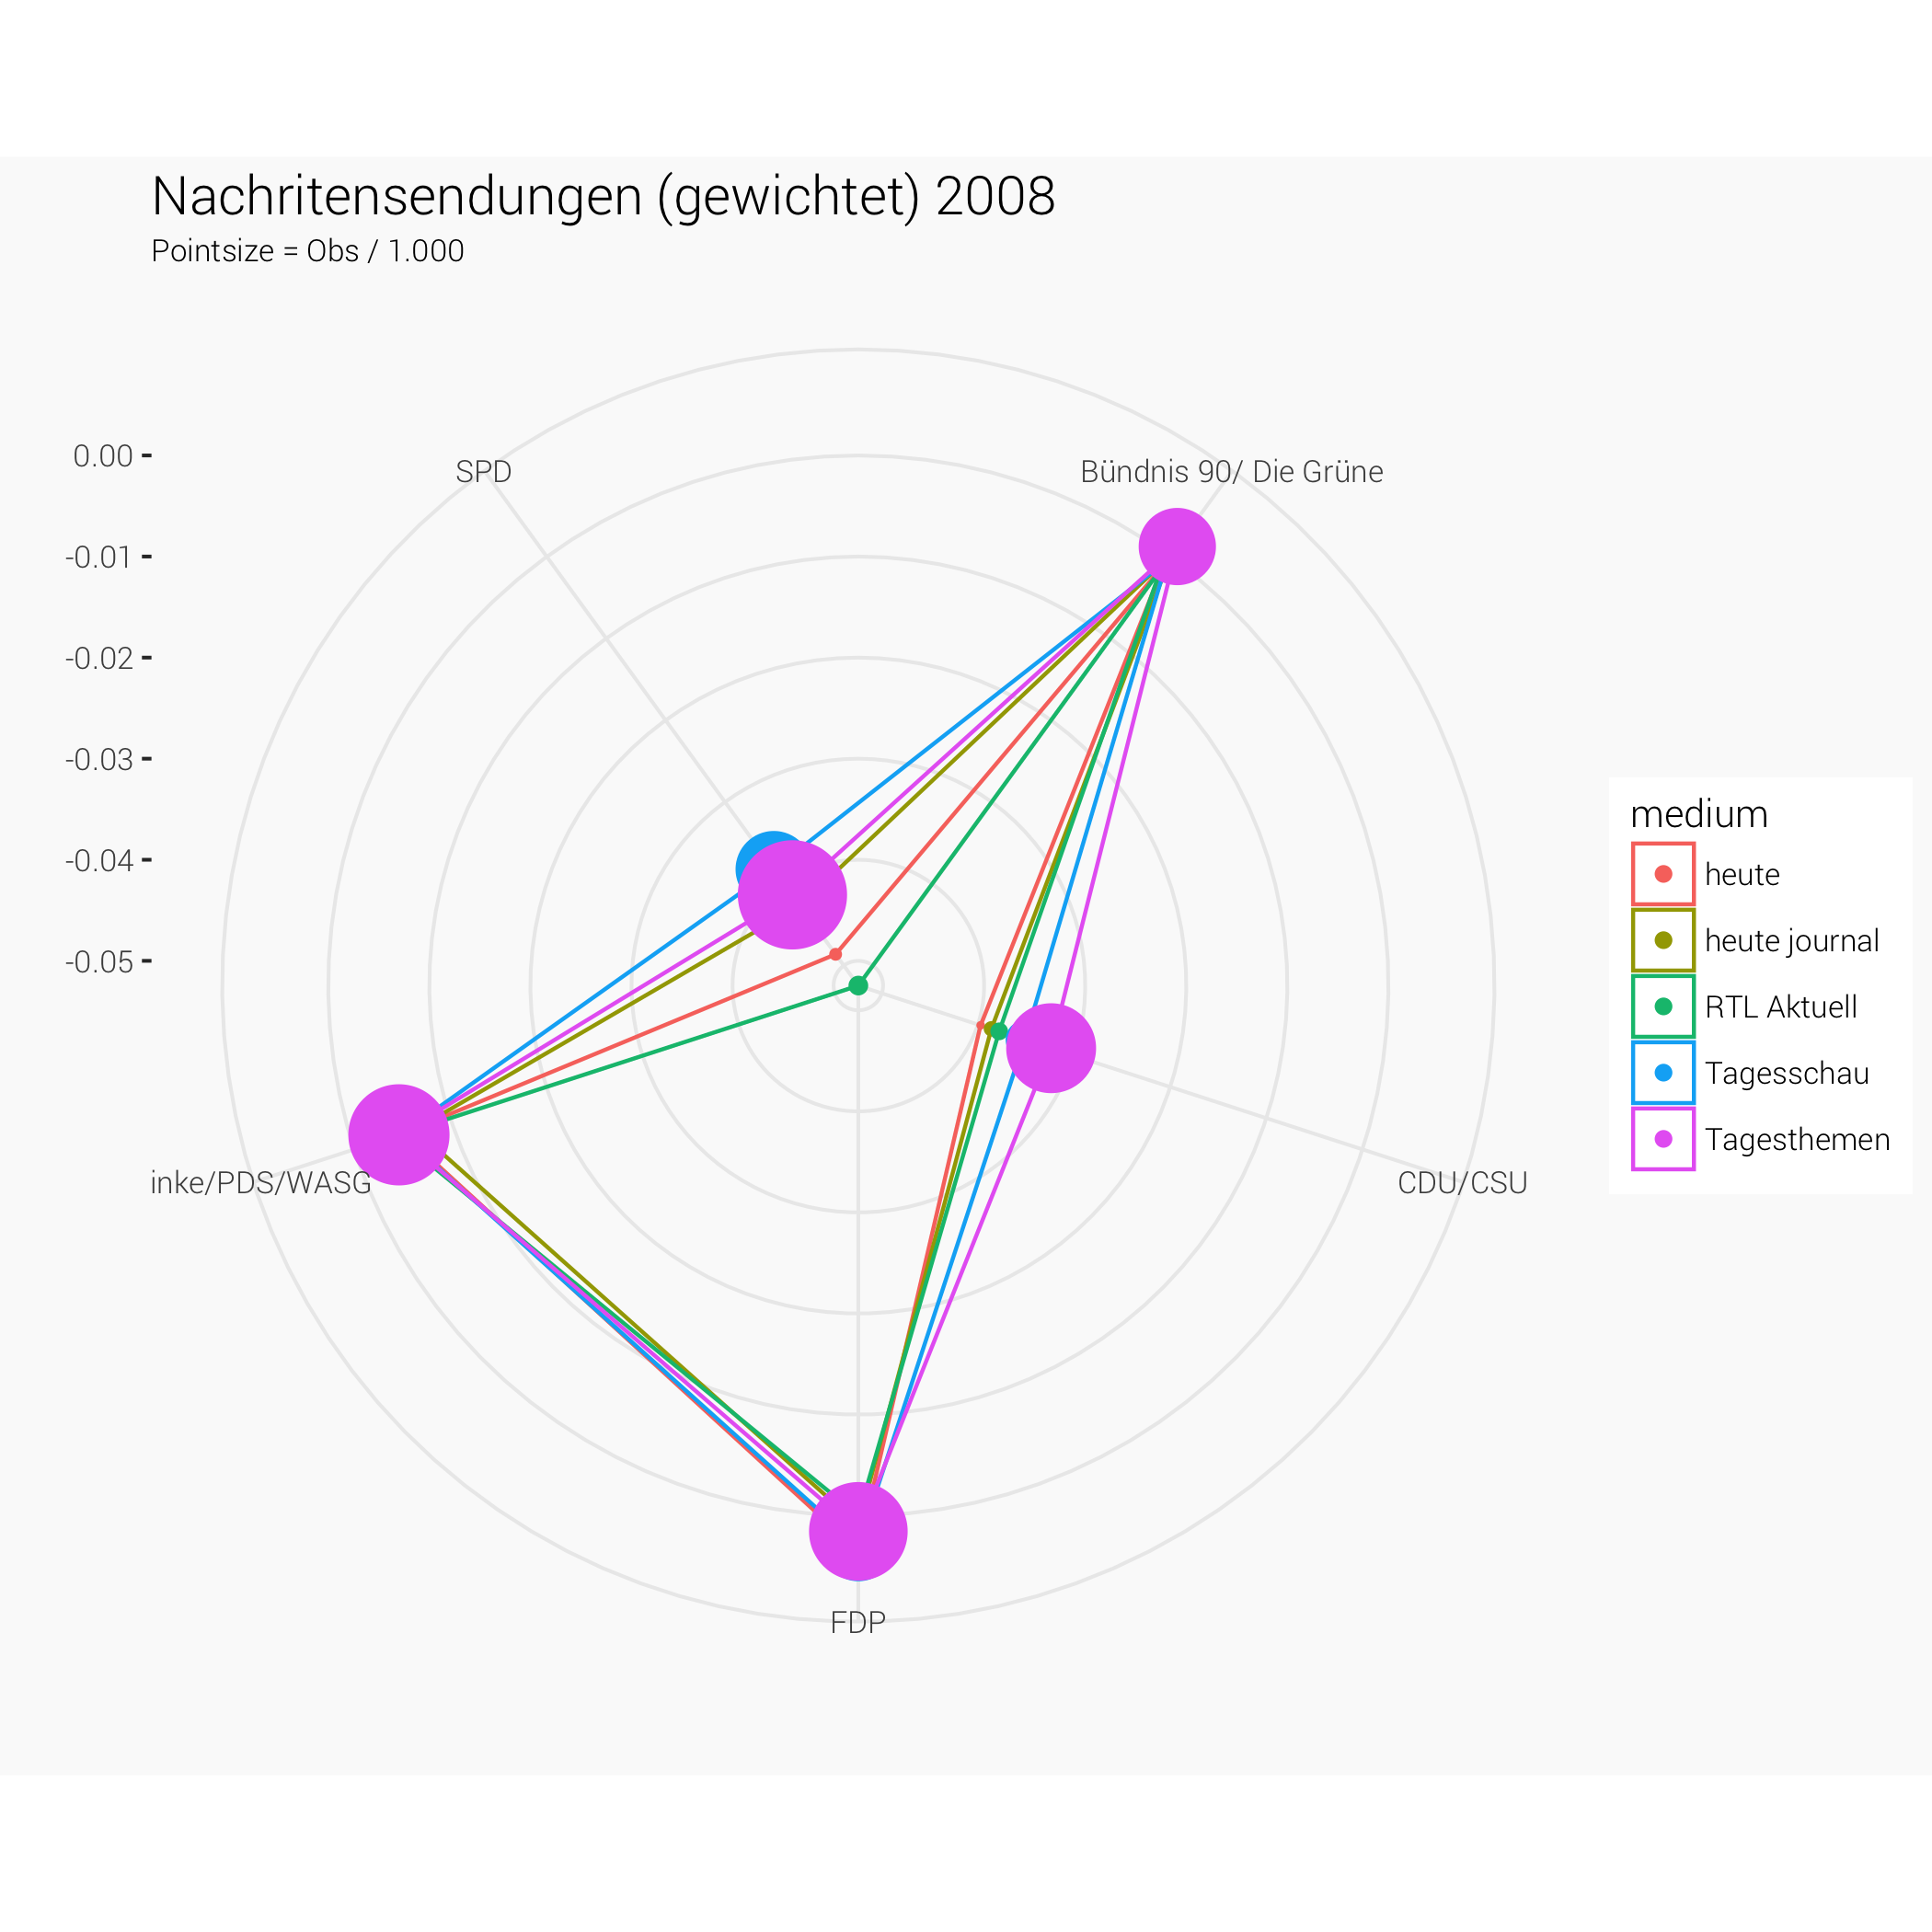 Nachritensendungen (gewichtet) 2008
Pointsize = Obs / 1.000
0.00
-0.01
-0.02
-0.03
-0.04
-0.05
SPD
Bündnis 90/ Die Grüne
CDU/CSU
FDP
inke/PDS/WASG
medium
heute
heute journal
RTL Aktuell
Tagesschau
Tagesthemen